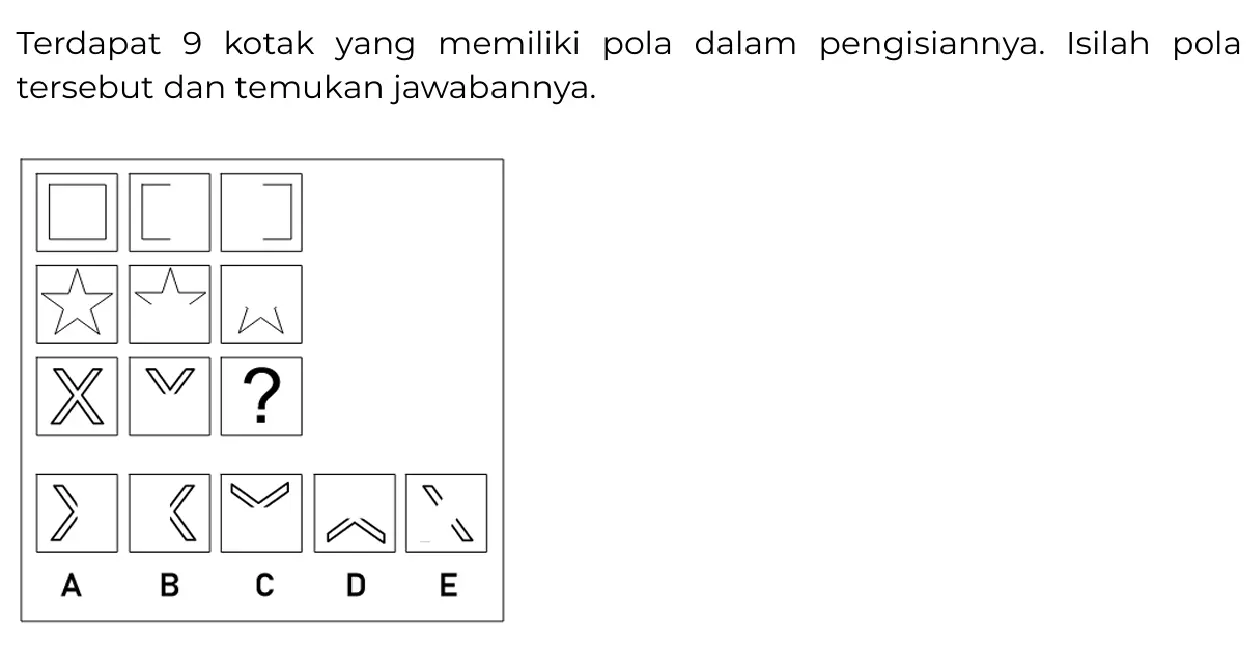 Terdapat 9 kotak yang memiliki pola dalam pengisiannya. Isilah pola
tersebut dan temukan jawabannya.
?
A B C D E